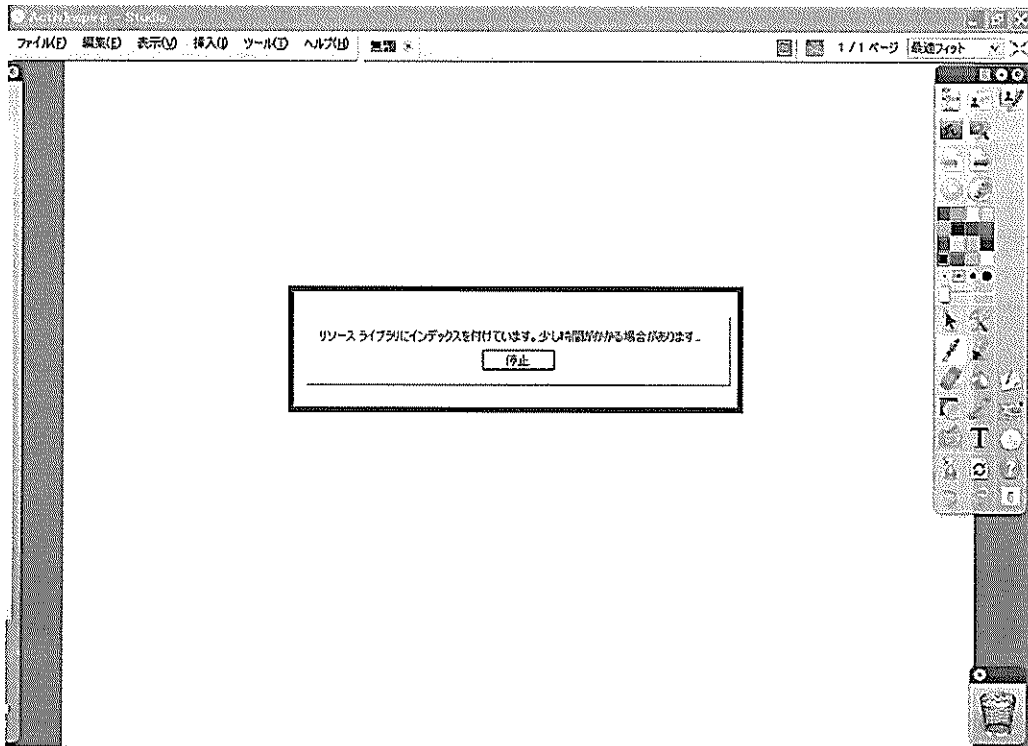 ActivInspire - Studio
ファイル(F) 編集(E) 表示(V) 挿入(I) ツール(T) ヘルプ(H) 無題 1 / 1 ページ 最適フィット
リソース ライブラリにインデックスを付けています。少し時間がかかる場合があります...
停止
T